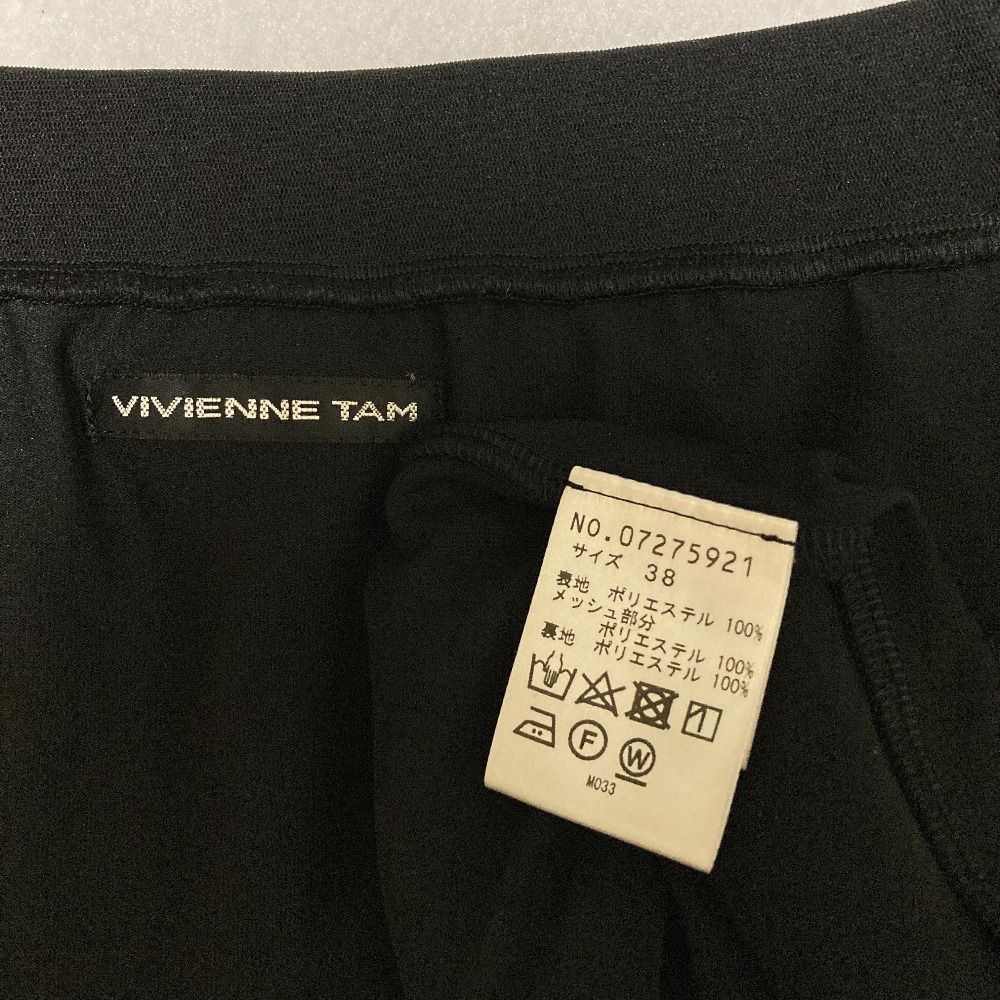 VIVIENNE TAM
NO.07275921
サイズ 38
表地 ポリエステル 100%
メッシュ部分
ポリエステル 100%
裏地 ポリエステル 100%
F
W
M033